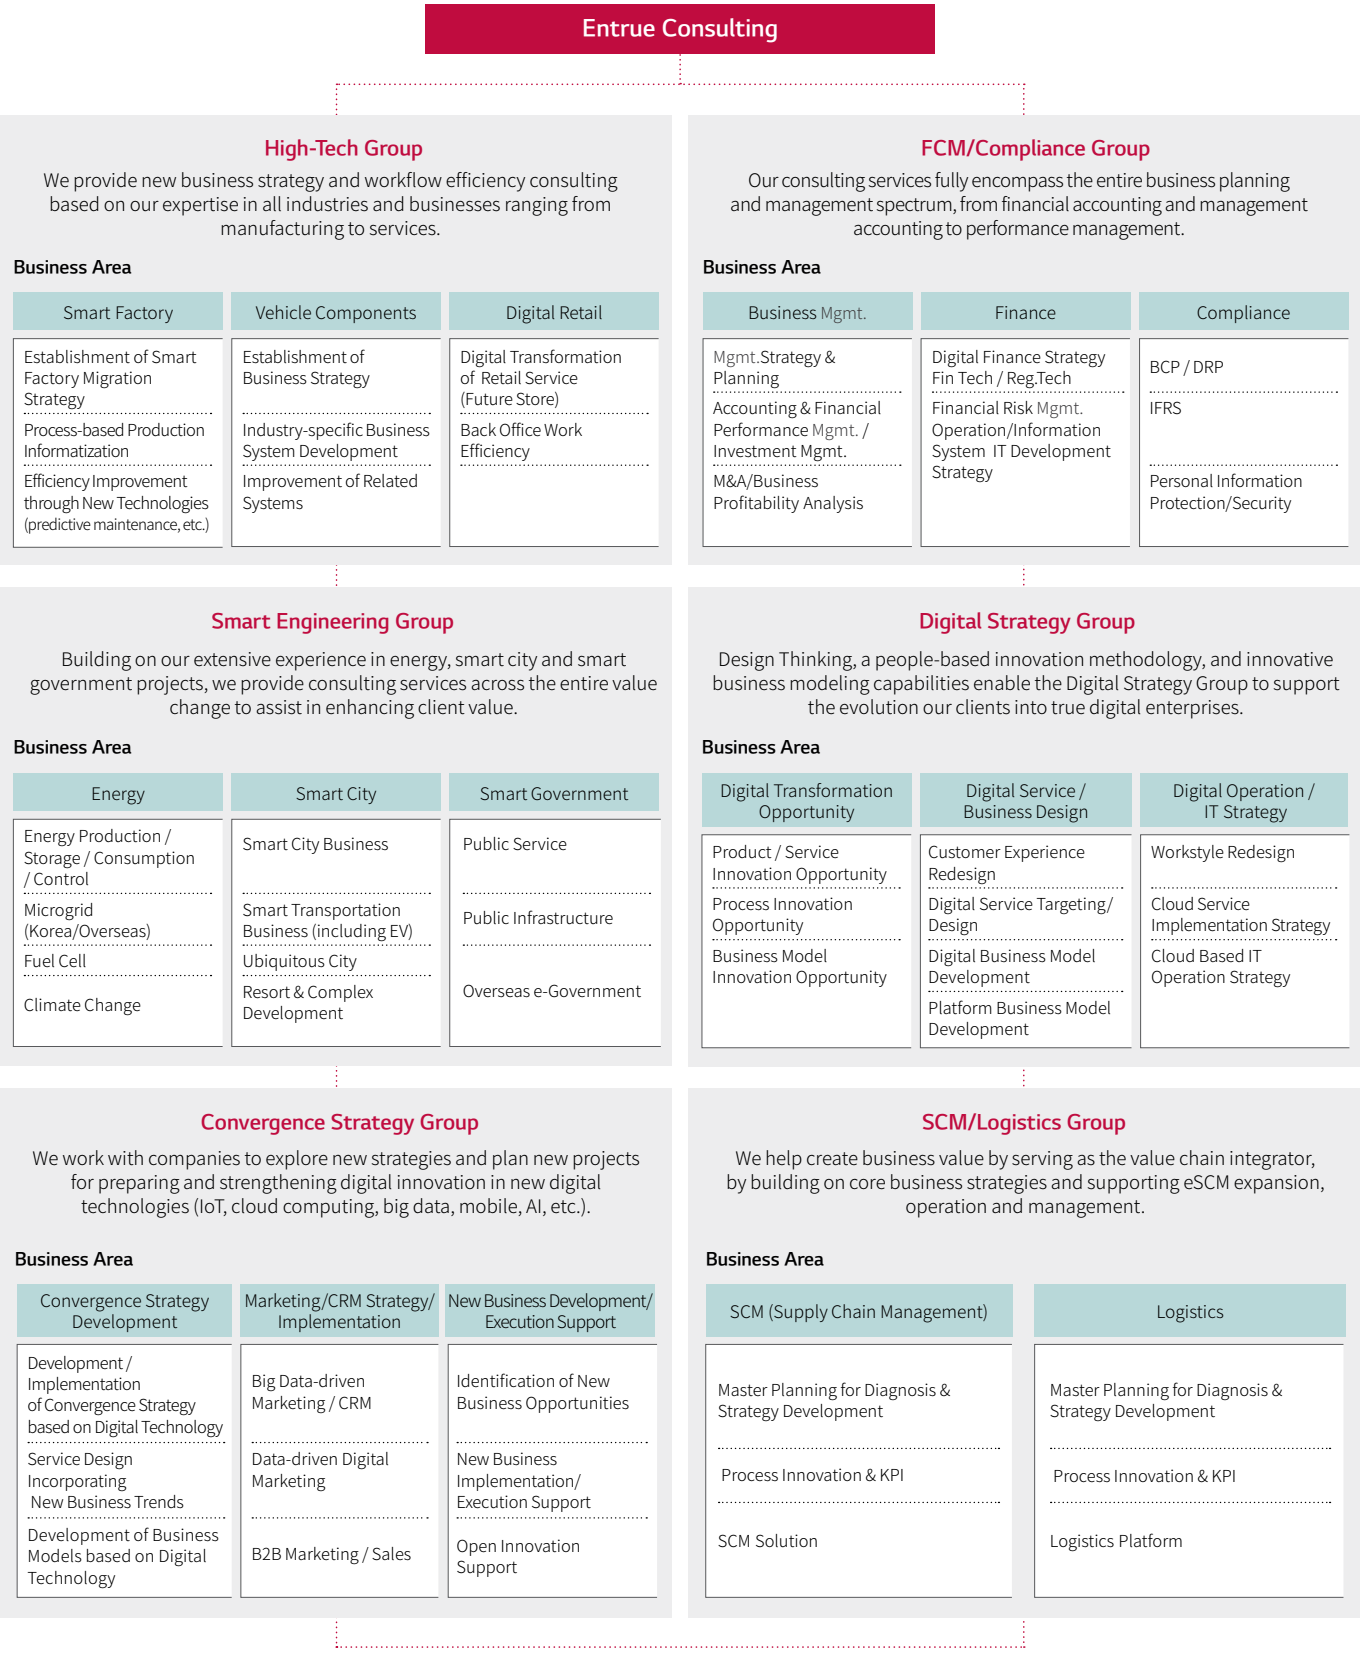 Entrue Consulting
High-Tech Group
We provide new business strategy and workflow efficiency consulting
based on our expertise in all industries and businesses ranging from
manufacturing to services.
Business Area
Smart Factory
Establishment of Smart
Factory Migration
Strategy
Process-based Production
Informatization
Efficiency Improvement
through New Technologies
(predictive maintenance, etc.)
Vehicle Components
Establishment of
Business Strategy
Industry-specific Business
System Development
Improvement of Related
Systems
Digital Retail
Digital Transformation
of Retail Service
(Future Store)
Back Office Work
Efficiency
FCM/Compliance Group
Our consulting services fully encompass the entire business planning
and management spectrum, from financial accounting and management
accounting to performance management.
Business Area
Business Mgmt.
Mgmt.Strategy &
Planning
Accounting & Financial
Performance Mgmt. /
Investment Mgmt.
M&A/Business
Profitability Analysis
Finance
Digital Finance Strategy
Fin Tech / Reg.Tech
Financial Risk Mgmt.
Operation/Information
System IT Development
Strategy
Compliance
BCP / DRP
IFRS
Personal Information
Protection/Security
Smart Engineering Group
Building on our extensive experience in energy, smart city and smart
government projects, we provide consulting services across the entire value
change to assist in enhancing client value.
Business Area
Energy
Energy Production /
Storage / Consumption
/ Control
Microgrid
(Korea/Overseas)
Fuel Cell
Climate Change
Smart City
Smart City Business
Smart Transportation
Business (including EV)
Ubiquitous City
Resort & Complex
Development
Smart Government
Public Service
Public Infrastructure
Overseas e-Government
Digital Strategy Group
Design Thinking, a people-based innovation methodology, and innovative
business modeling capabilities enable the Digital Strategy Group to support
the evolution our clients into true digital enterprises.
Business Area
Digital Transformation
Opportunity
Product / Service
Innovation Opportunity
Process Innovation
Opportunity
Business Model
Innovation Opportunity
Digital Service /
Business Design
Customer Experience
Redesign
Digital Service Targeting/
Design
Digital Business Model
Development
Platform Business Model
Development
Digital Operation /
IT Strategy
Workstyle Redesign
Cloud Service
Implementation Strategy
Cloud Based IT
Operation Strategy
Convergence Strategy Group
We work with companies to explore new strategies and plan new projects
for preparing and strengthening digital innovation in new digital
technologies (IoT, cloud computing, big data, mobile, AI, etc.).
Business Area
Convergence Strategy
Development
Development /
Implementation
of Convergence Strategy
based on Digital Technology
Service Design
Incorporating
New Business Trends
Development of Business
Models based on Digital
Technology
Marketing/CRM Strategy/
Implementation
Big Data-driven
Marketing / CRM
Data-driven Digital
Marketing
B2B Marketing / Sales
New Business Development/
Execution Support
Identification of New
Business Opportunities
New Business
Implementation/
Execution Support
Open Innovation
Support
SCM/Logistics Group
We help create business value by serving as the value chain integrator,
by building on core business strategies and supporting eSCM expansion,
operation and management.
Business Area
SCM (Supply Chain Management)
Master Planning for Diagnosis &
Strategy Development
Process Innovation & KPI
SCM Solution
Logistics
Master Planning for Diagnosis &
Strategy Development
Process Innovation & KPI
Logistics Platform